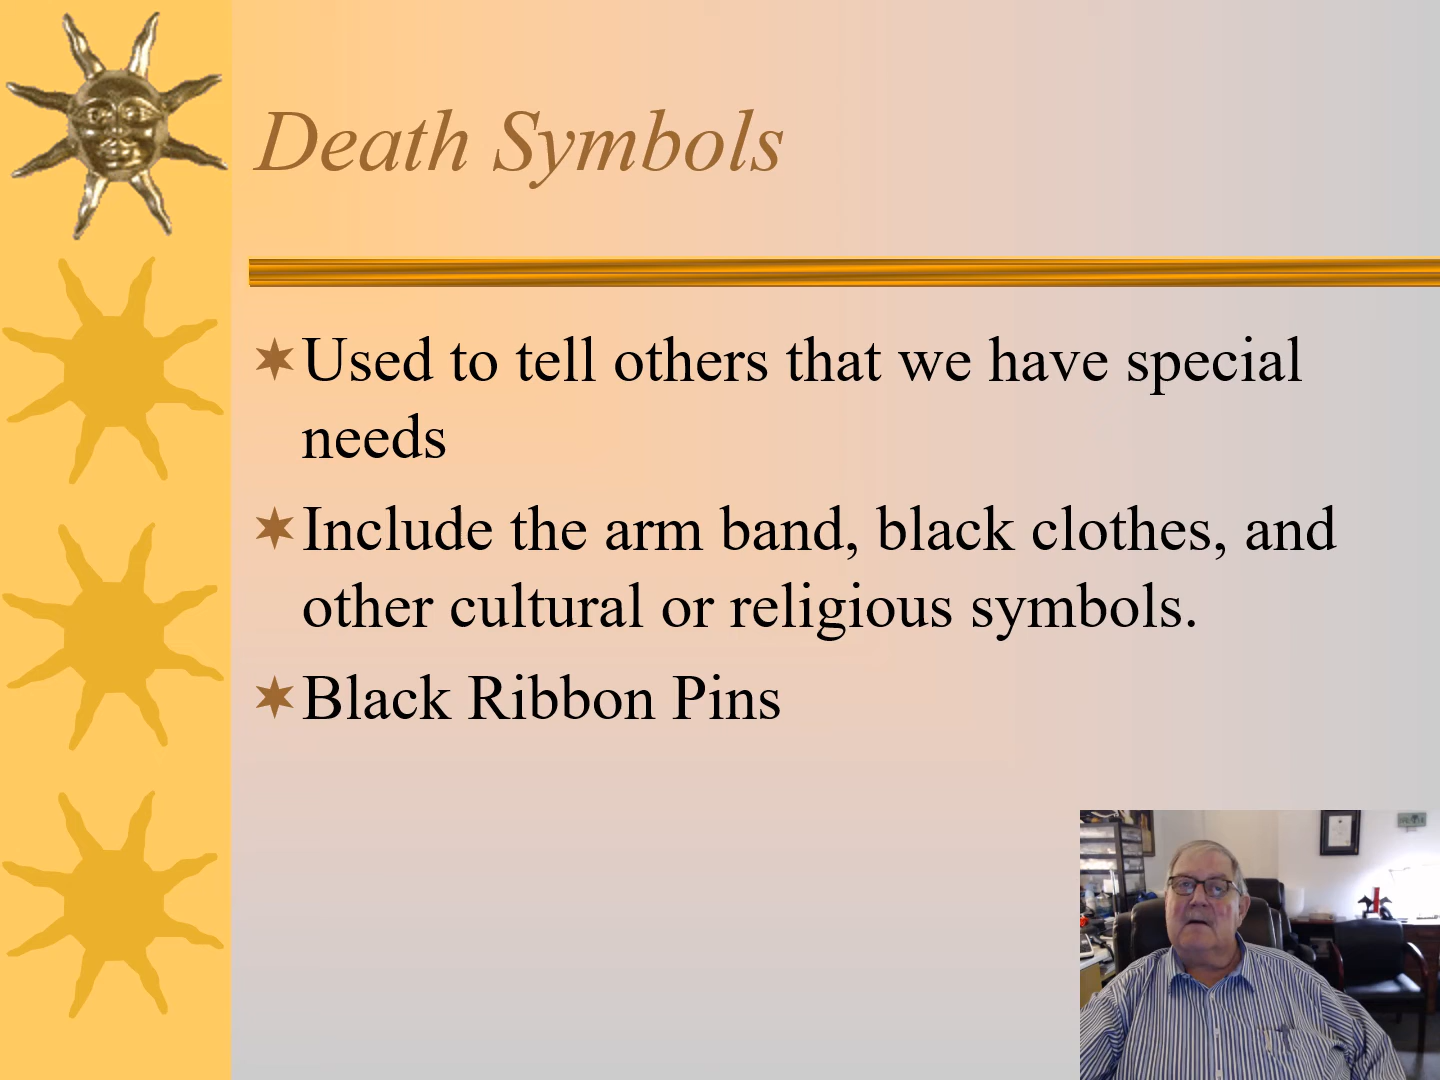 Death Symbols
Used to tell others that we have special
needs
Include the arm band, black clothes, and
other cultural or religious symbols.
Black Ribbon Pins